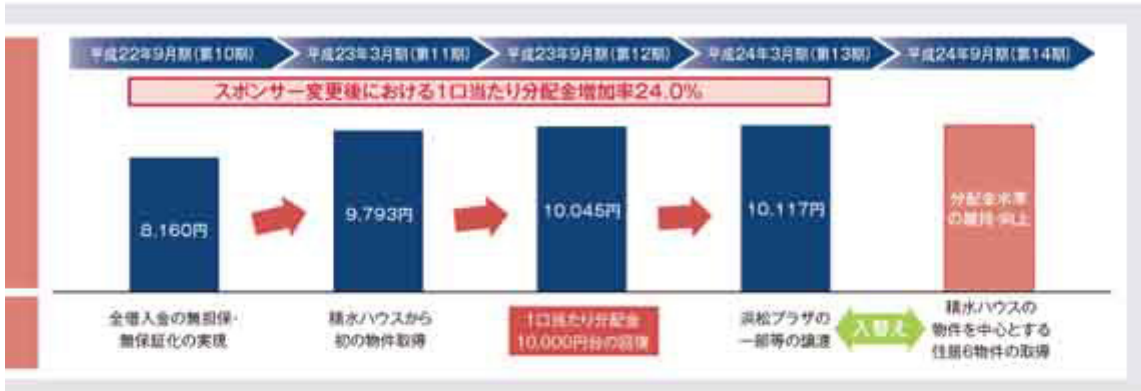 平成22年9月期(第10期)
平成23年3月期(第11期)
平成23年9月期(第12期)
平成24年3月期(第13期)
平成24年9月期(第14期)
スポンサー変更後における1口当たり分配金増加率24.0%
8,160円
9,793円
10,045円
10,117円
分配金水準
の維持・向上
全借入金の無担保・
無保証化の実現
積水ハウスから
初の物件取得
1口当たり分配金
10,000円台の回復
浜松プラザの
一部等の譲渡
入替え
積水ハウスの
物件を中心とする
住居6物件の取得